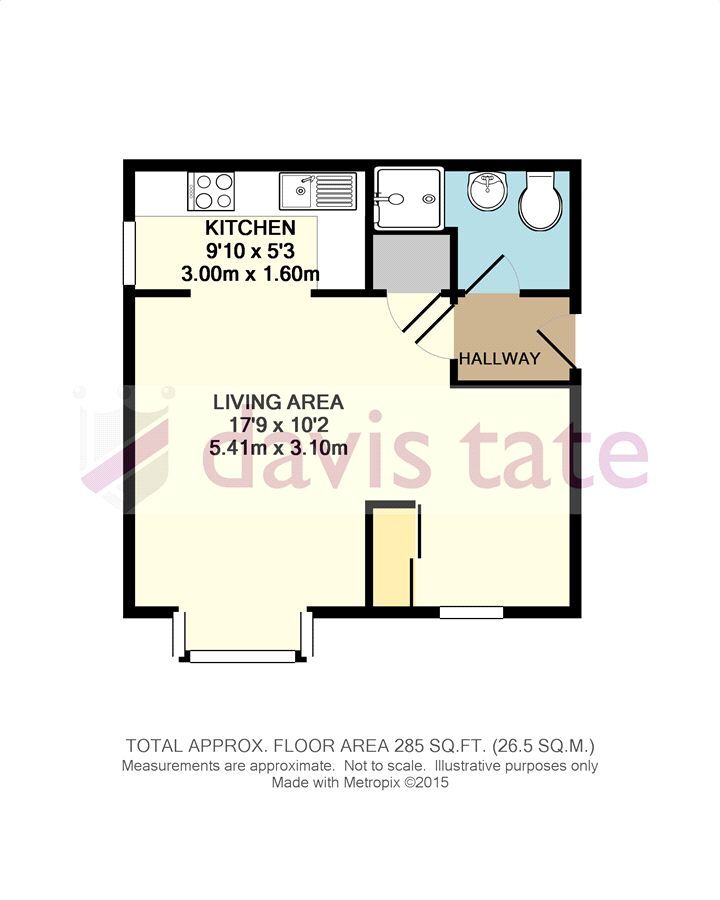 KITCHEN
9'10 x 5'3
3.00m x 1.60m
HALLWAY
LIVING AREA
17'9 x 10'2
5.41m x 3.10m
davis tate
TOTAL APPROX. FLOOR AREA 285 SQ.FT. (26.5 SQ.M.)
Measurements are approximate. Not to scale. Illustrative purposes only
Made with Metropix ©2015